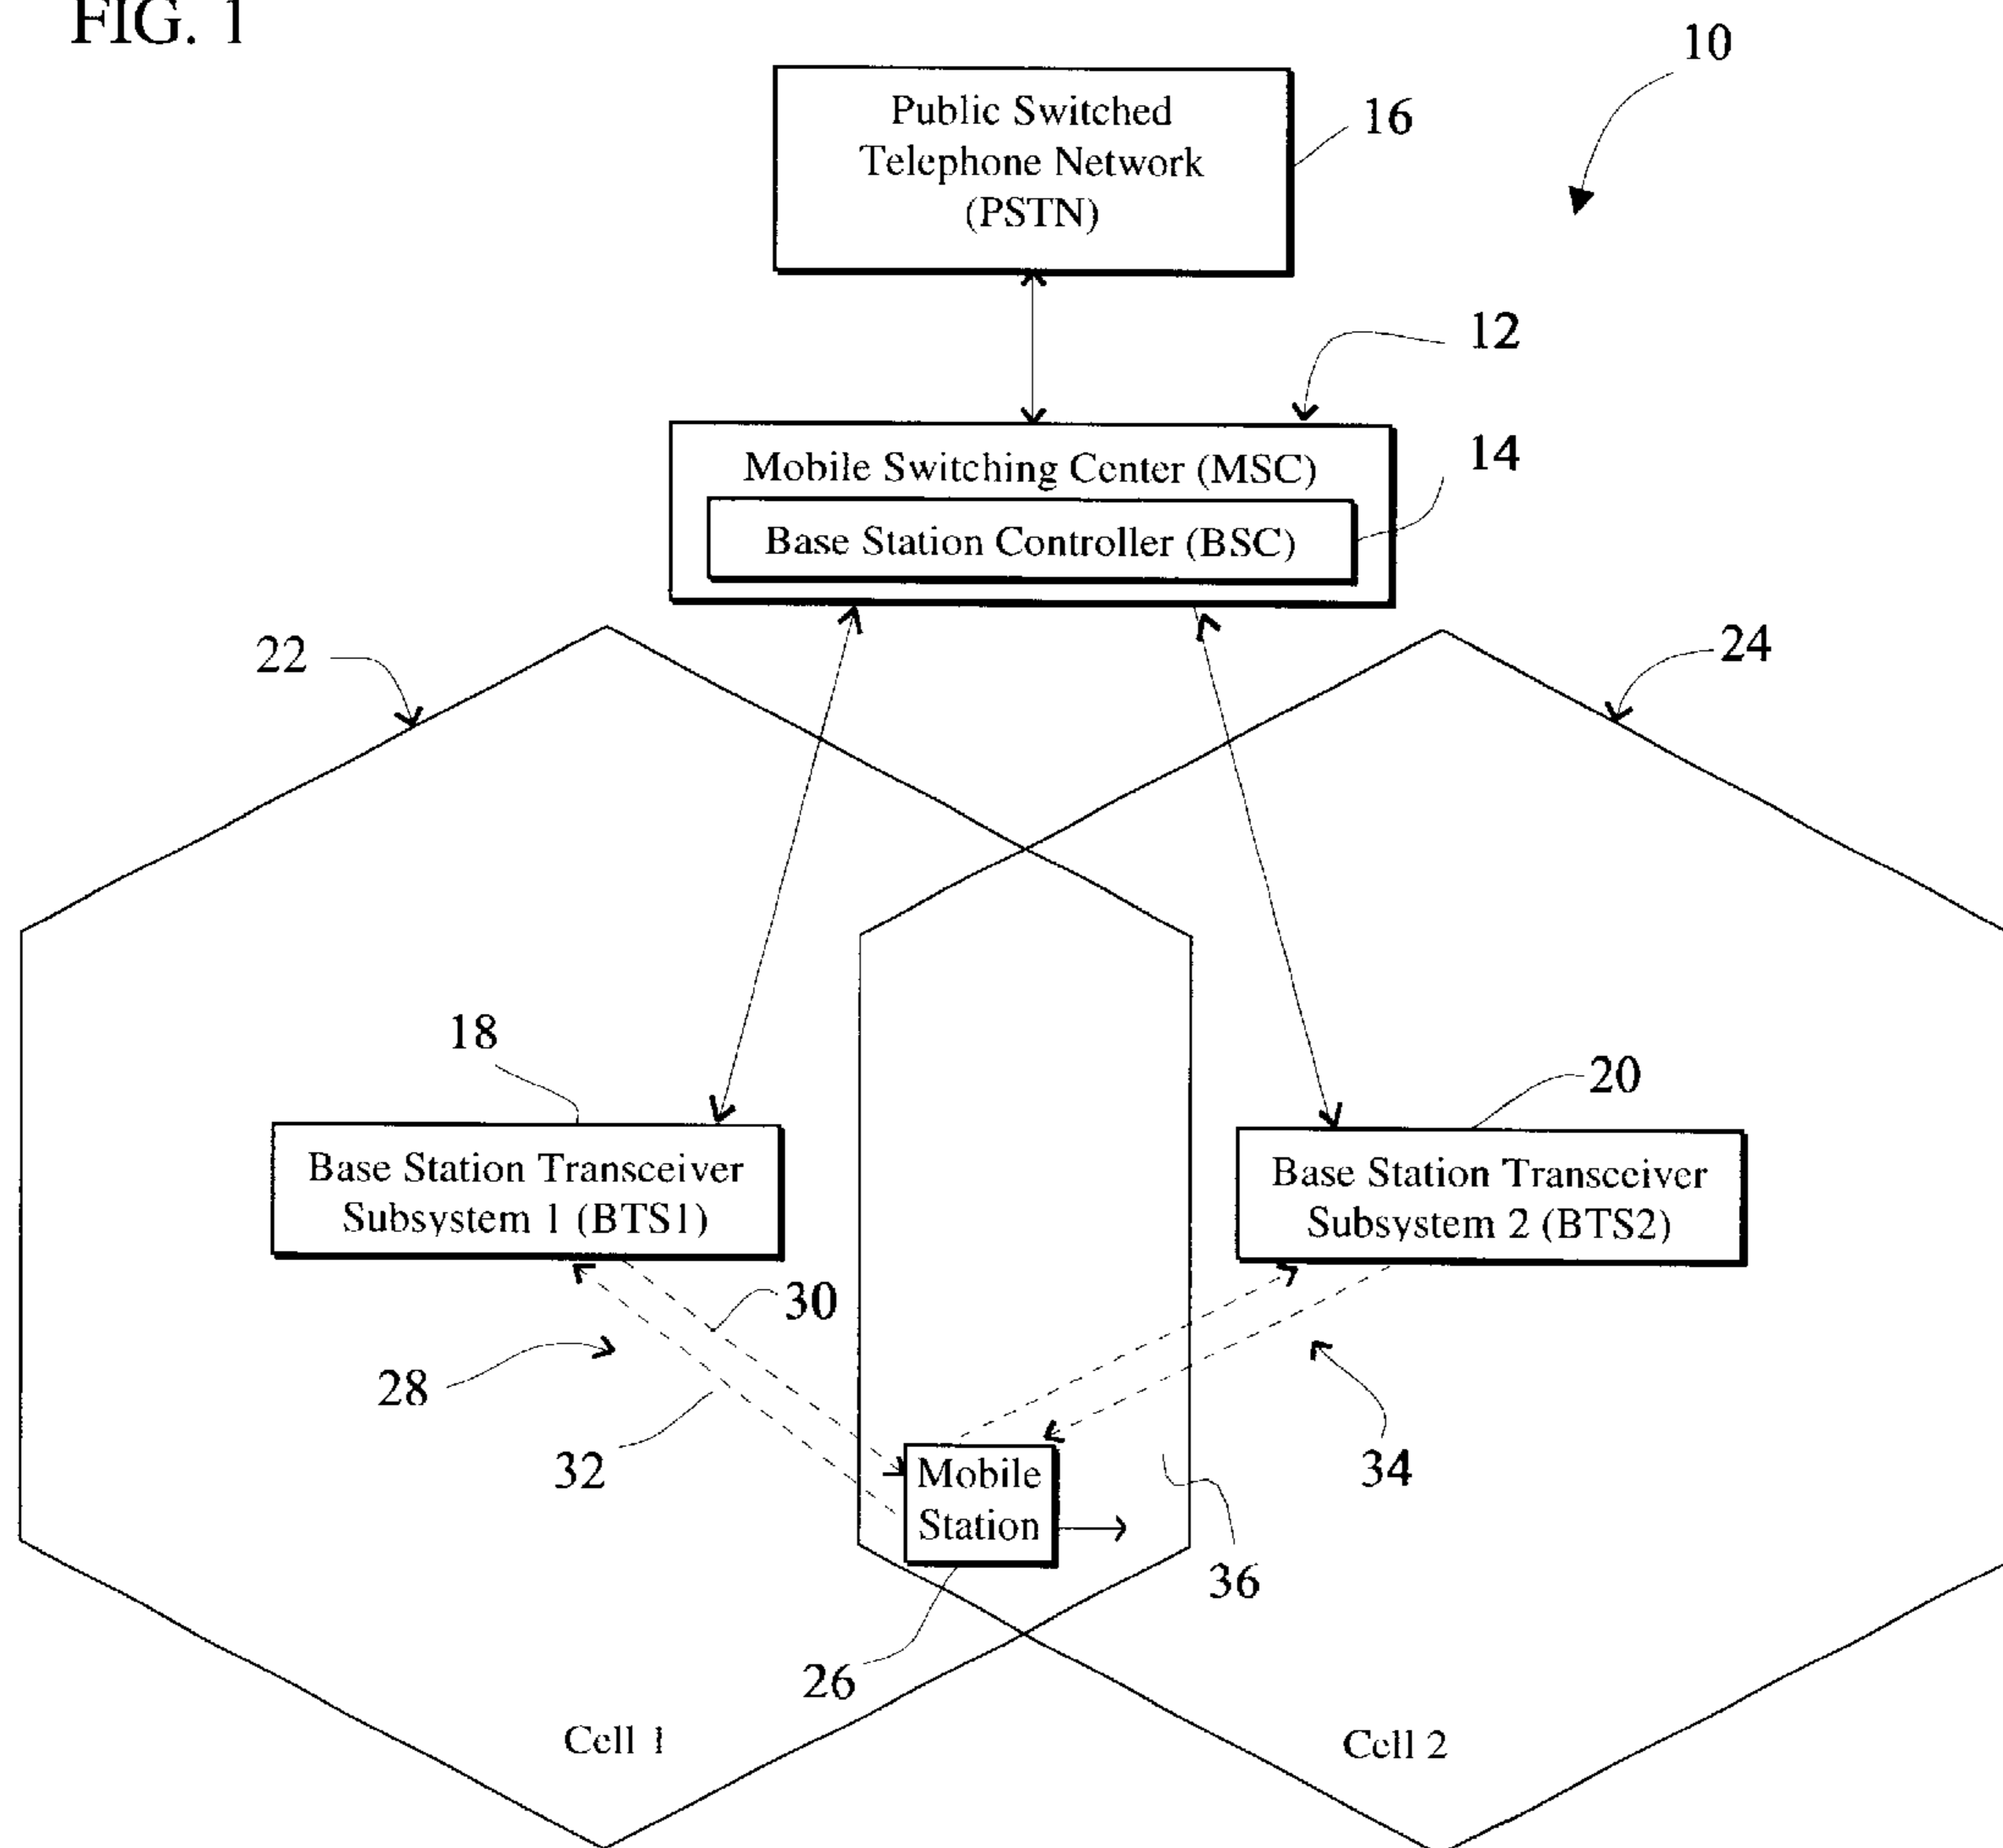 FIG. 1
10
Public Switched
Telephone Network
(PSTN)
16
12
Mobile Switching Center (MSC)
14
Base Station Controller (BSC)
22
24
18
20
Base Station Transceiver
Subsystem 1 (BTS1)
Base Station Transceiver
Subsystem 2 (BTS2)
30
28
32
34
Mobile
Station
36
26
Cell 1
Cell 2